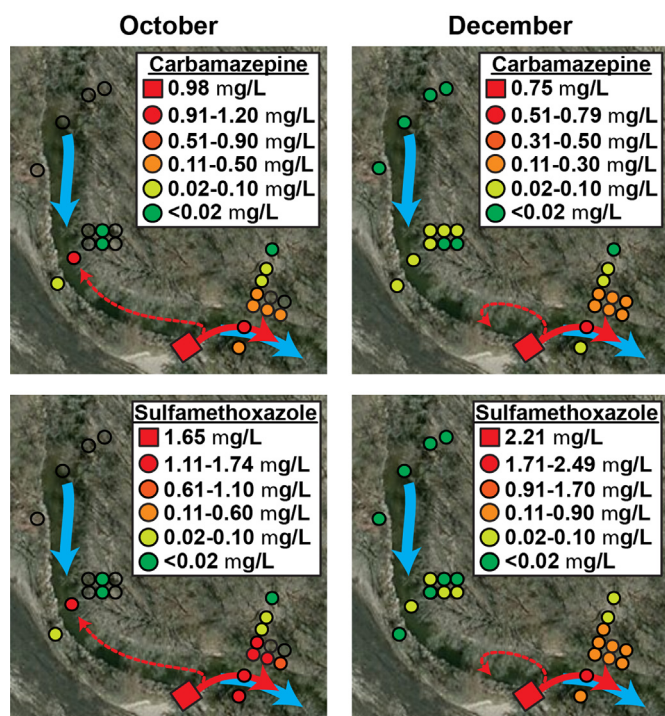 October
December
Carbamazepine
0.98 mg/L
0.91-1.20 mg/L
0.51-0.90 mg/L
0.11-0.50 mg/L
0.02-0.10 mg/L
<0.02 mg/L
Carbamazepine
0.75 mg/L
0.51-0.79 mg/L
0.31-0.50 mg/L
0.11-0.30 mg/L
0.02-0.10 mg/L
<0.02 mg/L
Sulfamethoxazole
1.65 mg/L
1.11-1.74 mg/L
0.61-1.10 mg/L
0.11-0.60 mg/L
0.02-0.10 mg/L
<0.02 mg/L
Sulfamethoxazole
2.21 mg/L
1.71-2.49 mg/L
0.91-1.70 mg/L
0.11-0.90 mg/L
0.02-0.10 mg/L
<0.02 mg/L